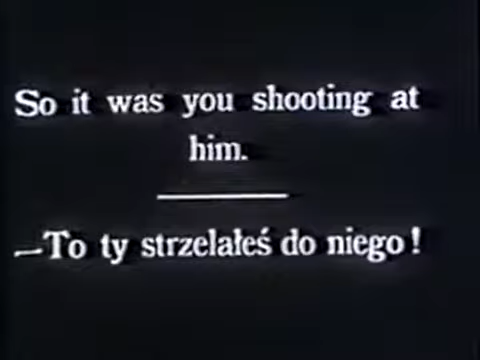 So it was you shooting at
him.
—To ty strzelałeś do niego!